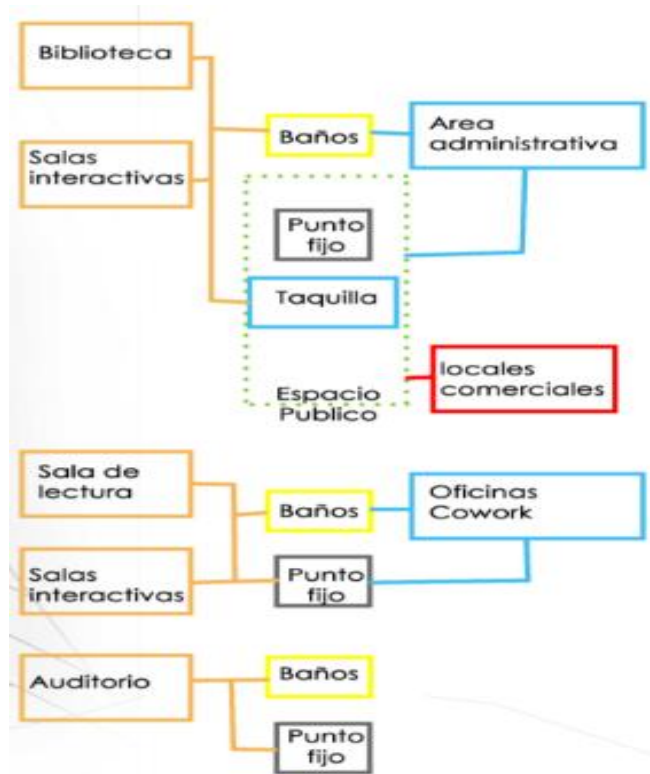 Biblioteca
Baños
Area
administrativa
Salas
interactivas
Punto
fijo
Taquilla
locales
comerciales
Espacio
Publico
Sala de
lectura
Baños
Oficinas
Cowork
Salas
interactivas
Punto
fijo
Auditorio
Baños
Punto
fijo